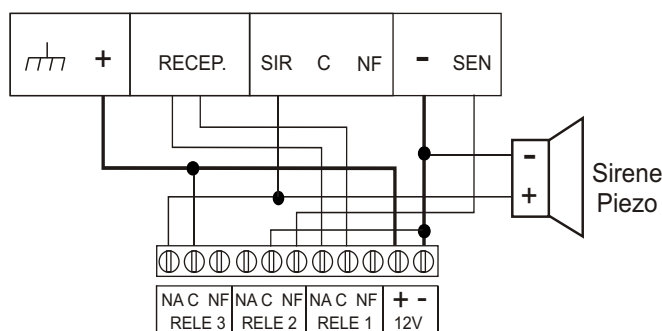 + RECEP. SIR C NF - SEN
-
+
Sirene
Piezo
NA C NF NA C NF NA C NF + -
RELE 3 RELE 2 RELE 1 12V